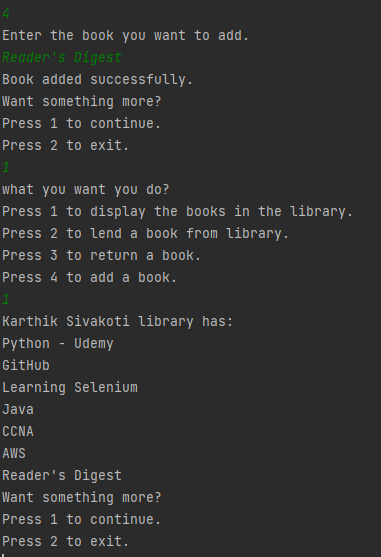 4
Enter the book you want to add.
Reader's Digest
Book added successfully.
Want something more?
Press 1 to continue.
Press 2 to exit.
1
what you want you do?
Press 1 to display the books in the library.
Press 2 to lend a book from library.
Press 3 to return a book.
Press 4 to add a book.
1
Karthik Sivakoti library has:
Python - Udemy
GitHub
Learning Selenium
Java
CCNA
AWS
Reader's Digest
Want something more?
Press 1 to continue.
Press 2 to exit.